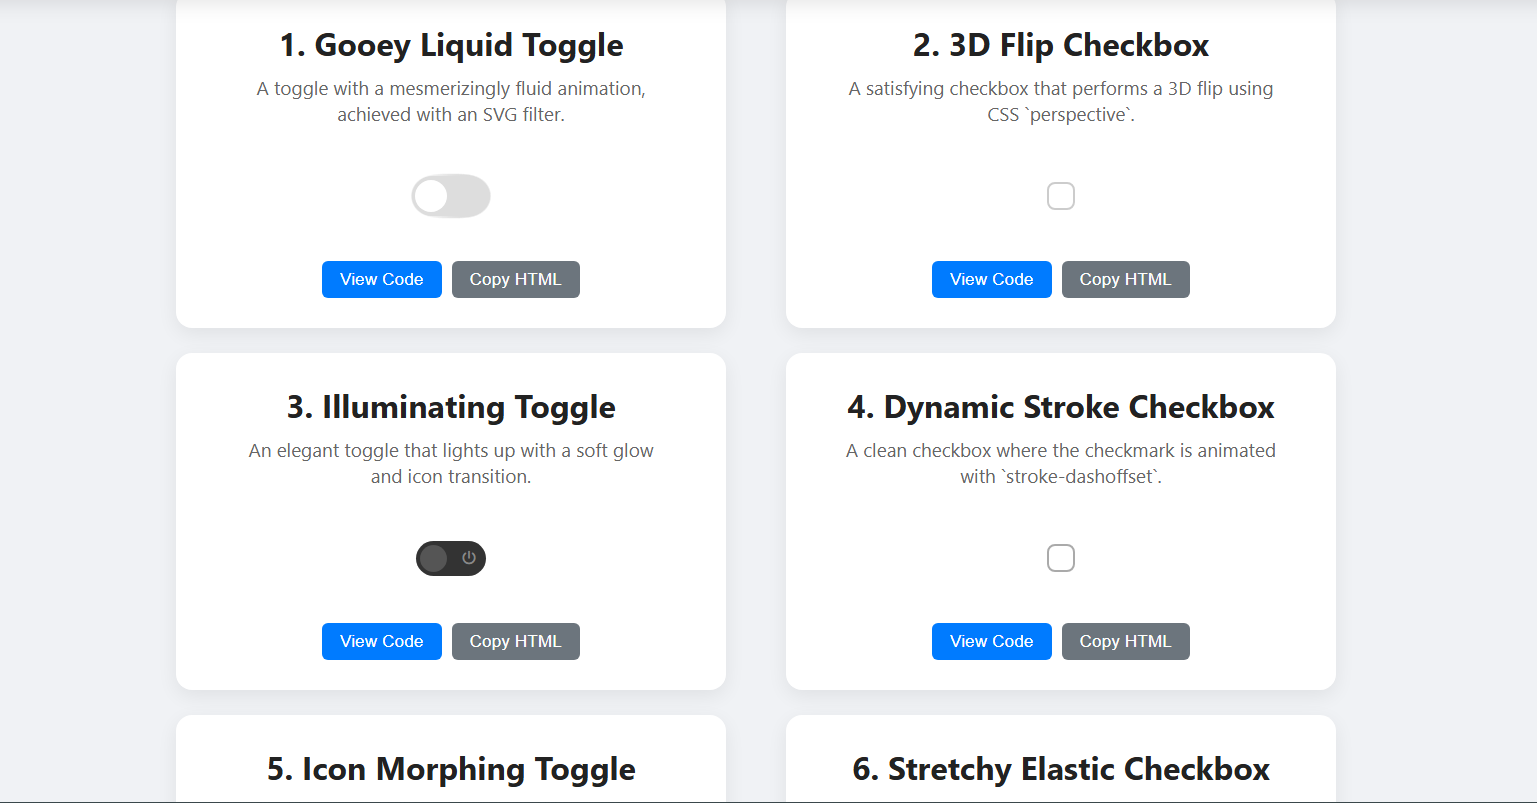 1. Gooey Liquid Toggle
A toggle with a mesmerizingly fluid animation,
achieved with an SVG filter.
View Code
Copy HTML
2. 3D Flip Checkbox
A satisfying checkbox that performs a 3D flip using
CSS `perspective`.
View Code
Copy HTML
3. Illuminating Toggle
An elegant toggle that lights up with a soft glow
and icon transition.
View Code
Copy HTML
4. Dynamic Stroke Checkbox
A clean checkbox where the checkmark is animated
with `stroke-dashoffset`.
View Code
Copy HTML
5. Icon Morphing Toggle
6. Stretchy Elastic Checkbox